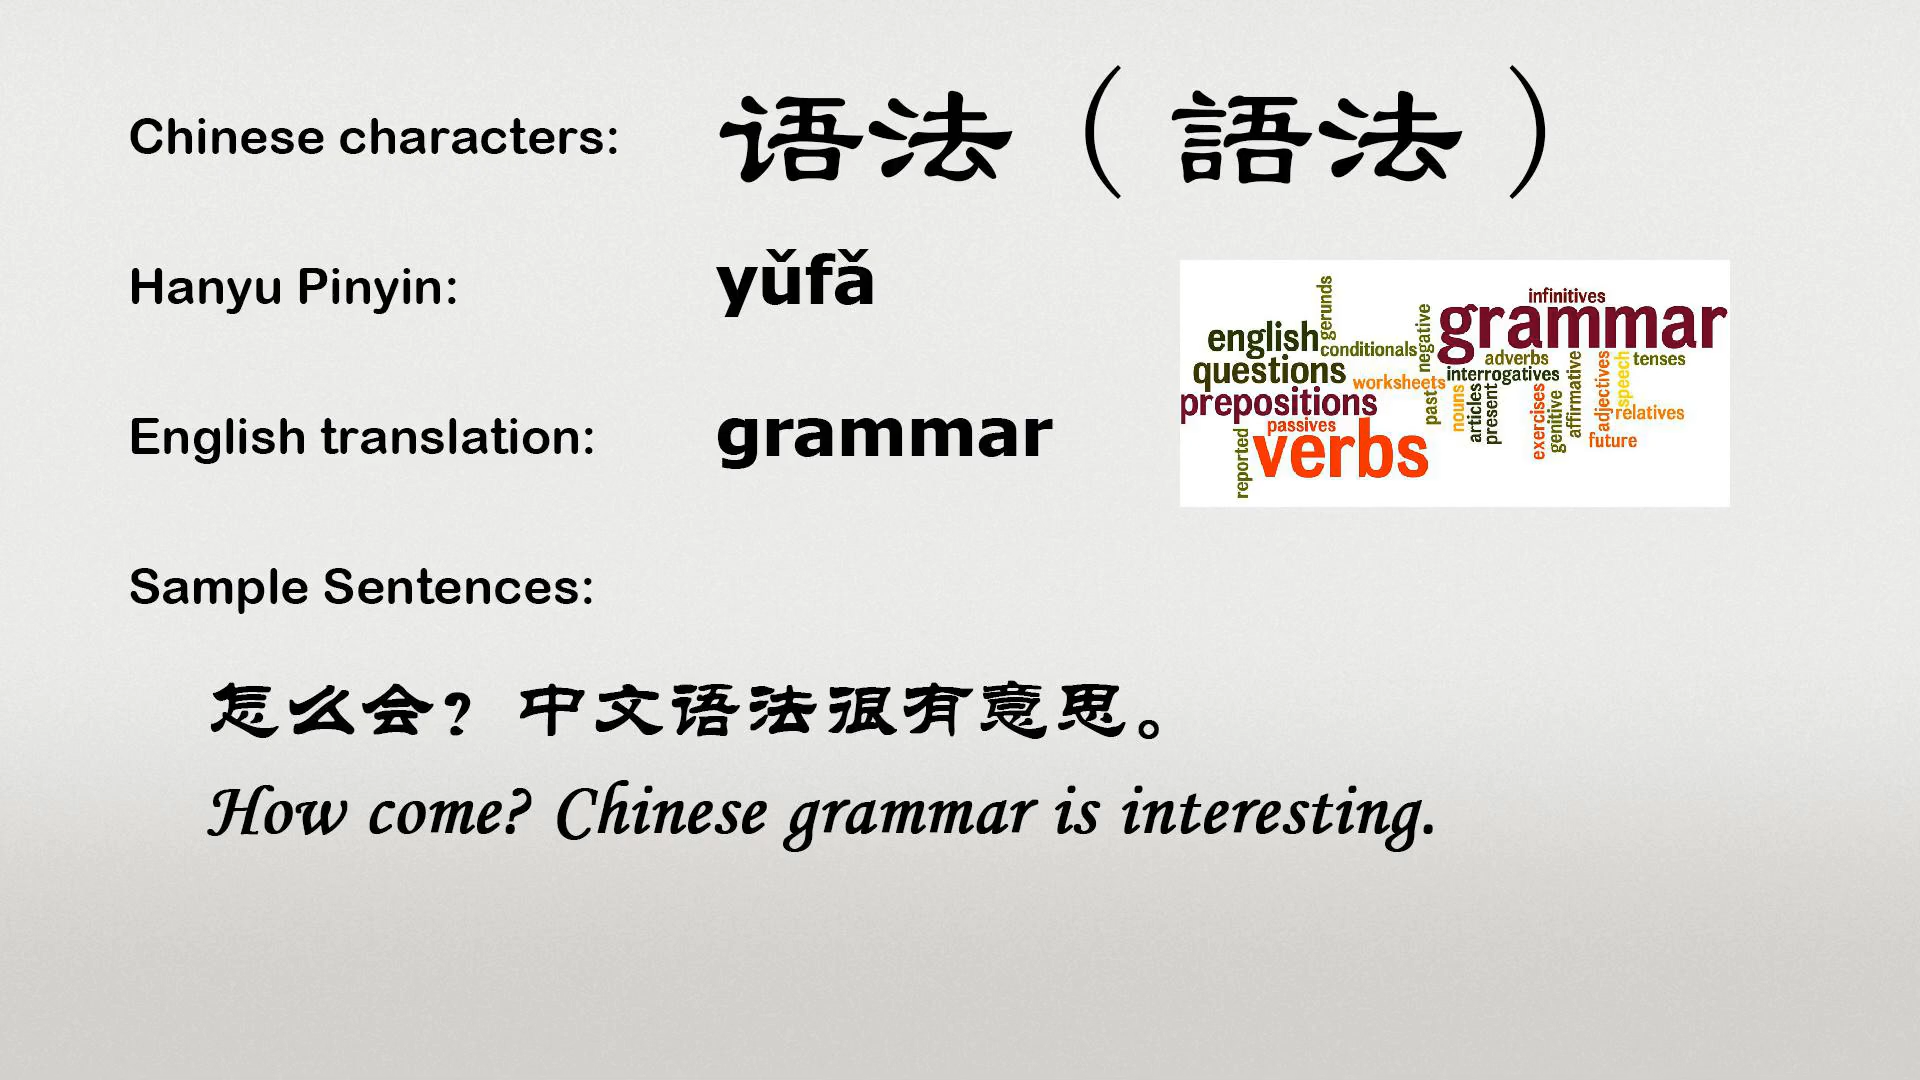 Chinese characters: 语法（語法）
Hanyu Pinyin: yǔfǎ
English translation: grammar
infinitives
grammar
gerunds
english
conditionals
negative
questions
adverbs
tenses
interrogatives
worksheets
prepositions
past
nouns
articles
present
exercises
genitive
affirmative
adjectives
speech
relatives
passives
verbs
future
reported
Sample Sentences:
怎么会？中文语法很有意思。
How come? Chinese grammar is interesting.